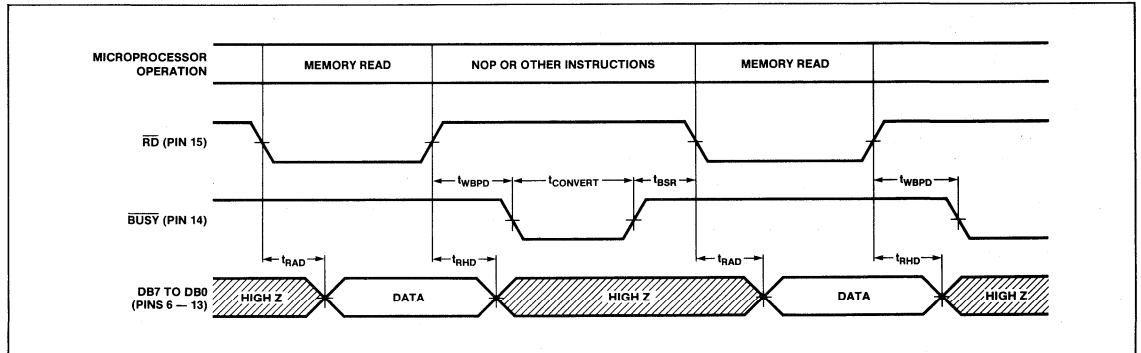 MICROPROCESSOR
OPERATION
MEMORY READ
NOP OR OTHER INSTRUCTIONS
MEMORY READ
RD (PIN 15)
tWBPD
tCONVERT
tBSR
tWBPD
BUSY (PIN 14)
tRAD
tRHD
tRAD
tRHD
DB7 TO DB0
(PINS 6 — 13)
HIGH Z
DATA
HIGH Z
DATA
HIGH Z